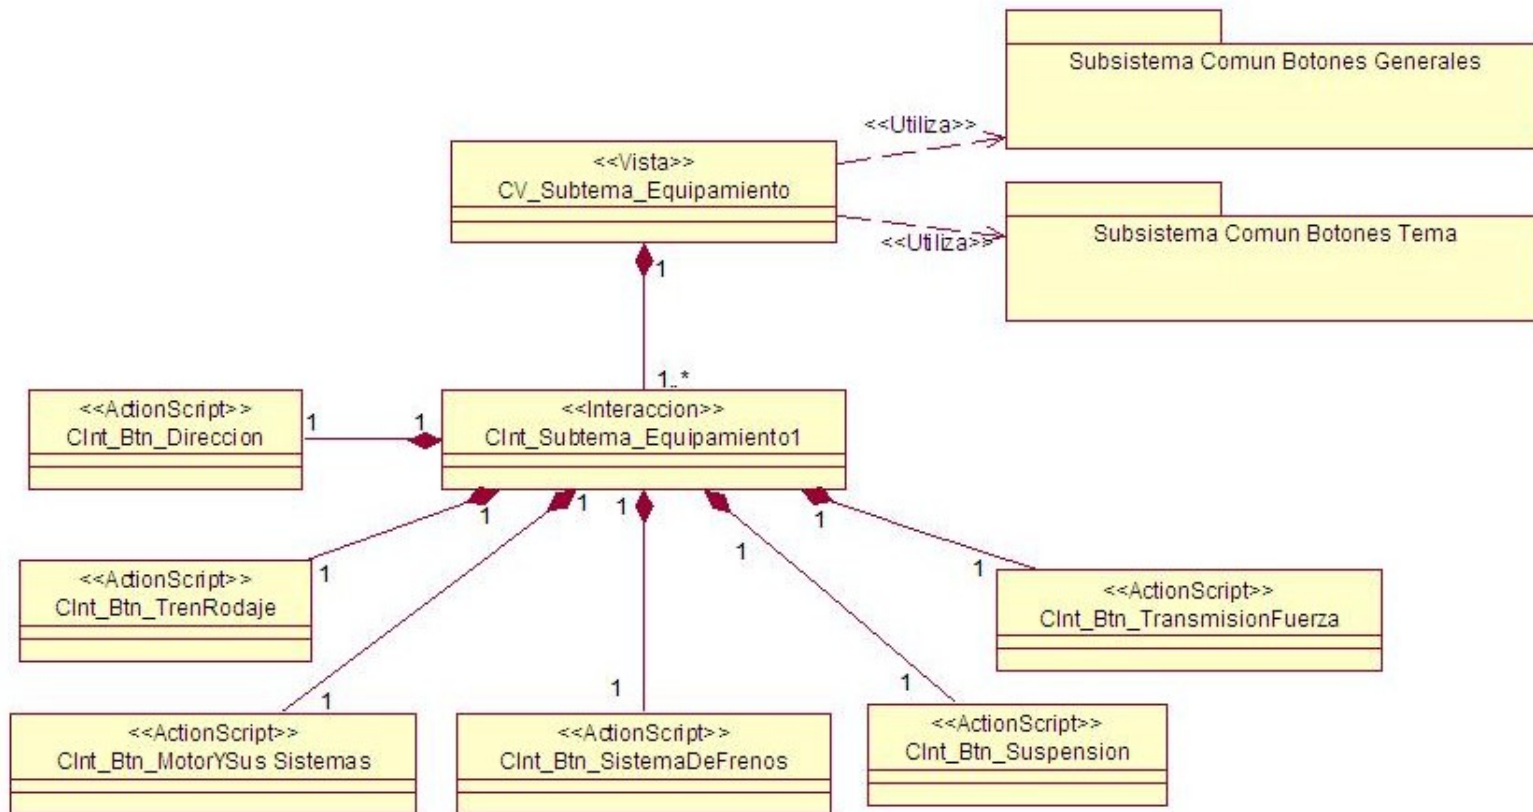 Subsistema Comun Botones Generales
<<Utiliza>>
<<Vista>>
CV_Subtema_Equipamiento
Subsistema Comun Botones Tema
<<Utiliza>>
1
1..*
<<ActionScript>>
CInt_Btn_Direccion
1
1
<<Interaccion>>
CInt_Subtema_Equipamiento1
1
1
1
1
1
1
1
1
<<ActionScript>>
CInt_Btn_TrenRodaje
<<ActionScript>>
CInt_Btn_TransmisionFuerza
1
1
1
<<ActionScript>>
CInt_Btn_MotorYSus Sistemas
<<ActionScript>>
CInt_Btn_SistemaDeFrenos
<<ActionScript>>
CInt_Btn_Suspension